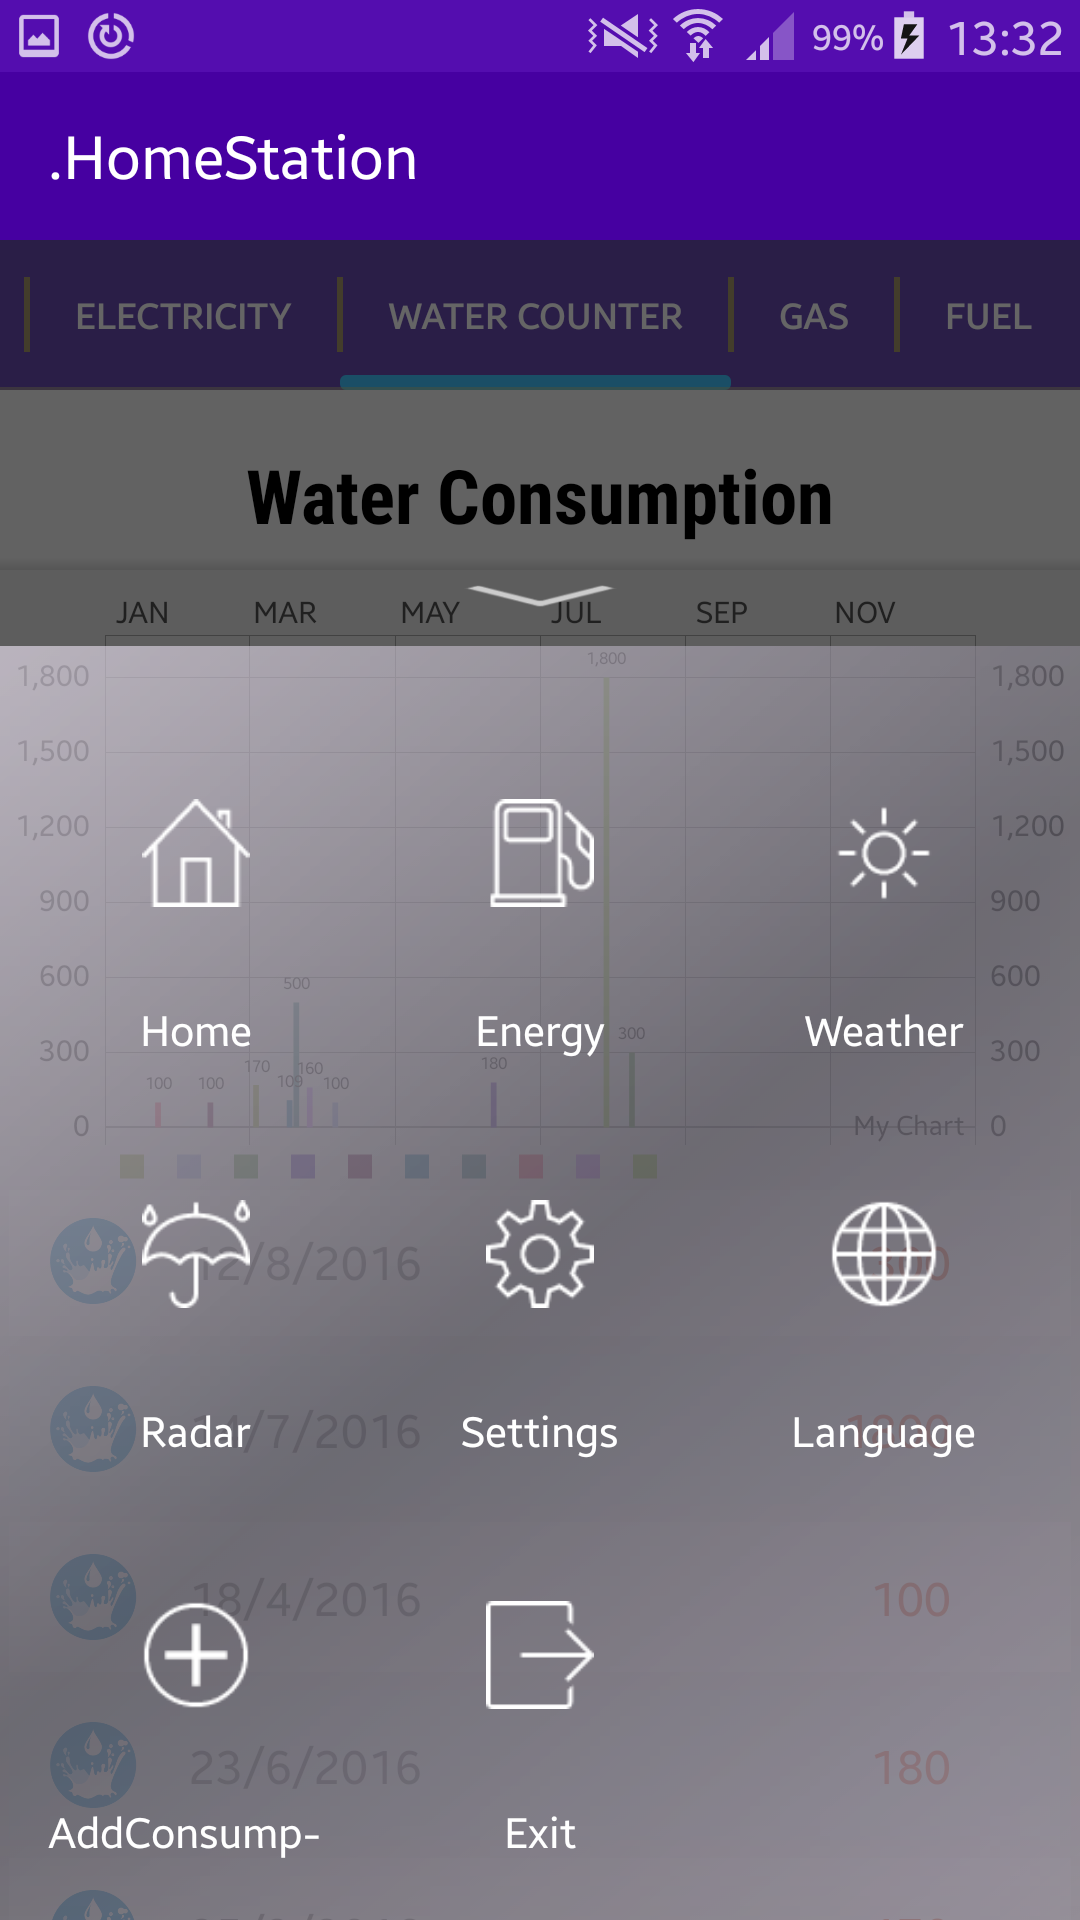 99% 13:32
.HomeStation
ELECTRICITY WATER COUNTER GAS FUEL
Water Consumption
JAN MAR MAY JUL SEP NOV
1,800
1,800 1,800
1,500 1,500
1,200 1,200
900 900
600 600
500
Home Energy Weather
300
300 300
180
170 160
109
100 100 100
0 My Chart 0
12/8/2016 300
14/7/2016 1800
Radar Settings Language
18/4/2016 100
23/6/2016 180
AddConsump- Exit